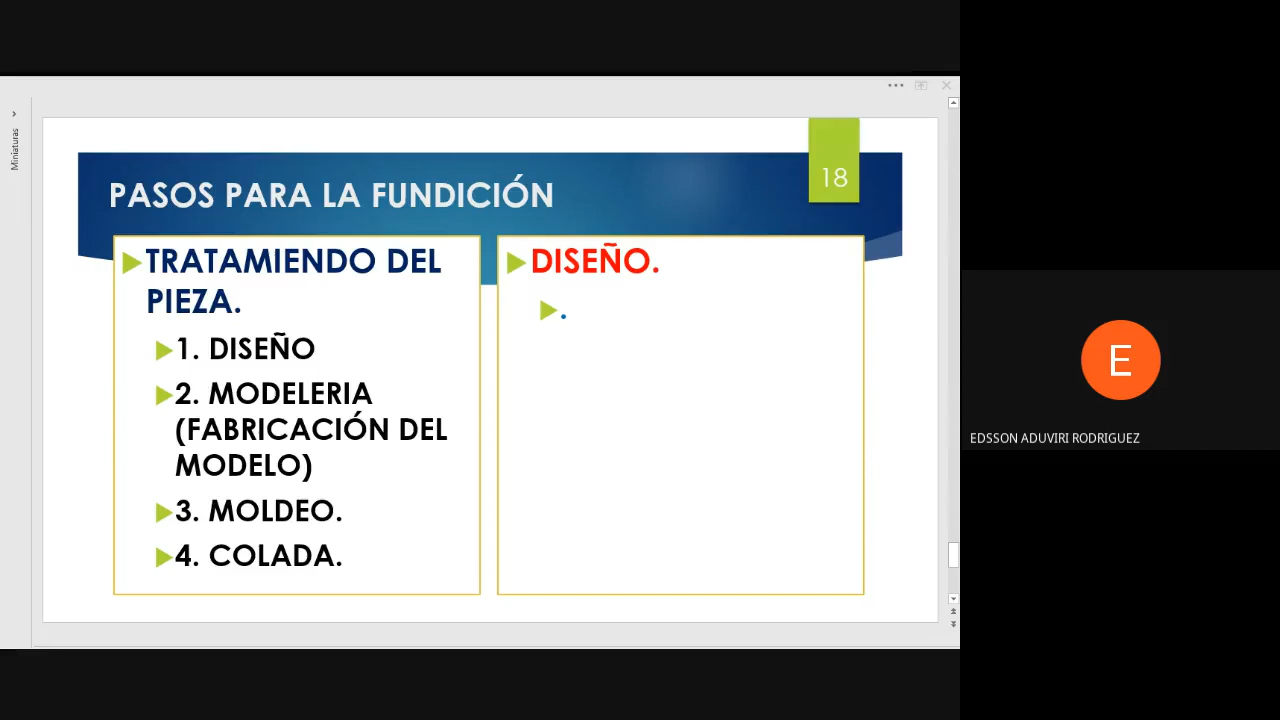 Miniaturas
PASOS PARA LA FUNDICIÓN
18
TRATAMIENDO DEL
PIEZA.
1. DISEÑO
2. MODELERIA
(FABRICACIÓN DEL
MODELO)
3. MOLDEO.
4. COLADA.
DISEÑO.
.
E
EDSSON ADUVIRI RODRIGUEZ